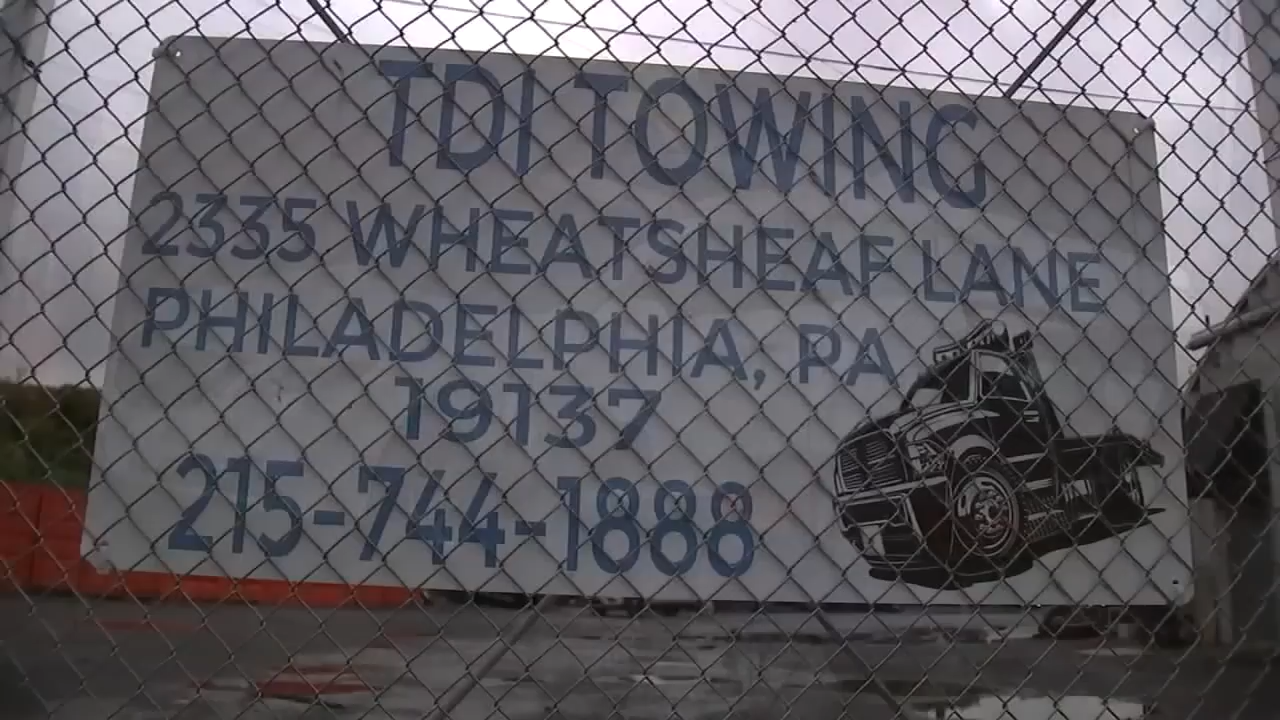 TDI TOWING
2335 WHEATSHEAF LANE
PHILADELPHIA, PA
19137
215-744-1888